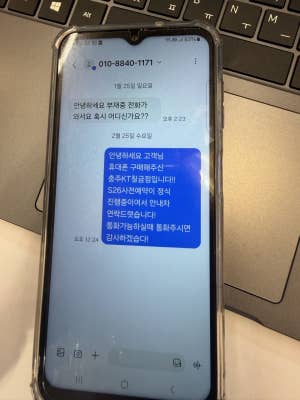 010-8840-1171
1월 25일 일요일
안녕하세요 부재중 전화가
와서요 혹시 어디신가요??
오후 2:23
2월 25일 수요일
안녕하세요 고객님
휴대폰 구매해주신
충주KT칠금점입니다!!
S26사전예약이 정식
진행중이여서 안내차
연락드렷습니다!
통화가능하실때 통화주시면
감사하겠습니다!
오후 12:24